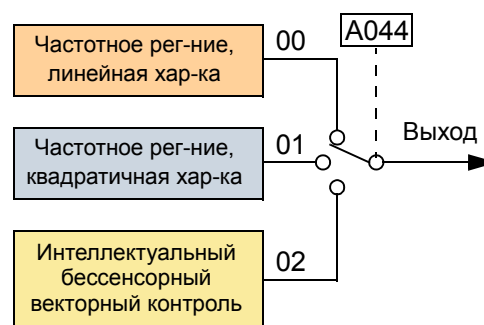 Частотное рег-ние,
линейная хар-ка
00
A044
Частотное рег-ние,
квадратичная хар-ка
01
Выход
Интеллектуальный
бессенсорный
векторный контроль
02